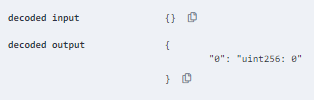 decoded input {}
decoded output {
"0": "uint256: 0"
}